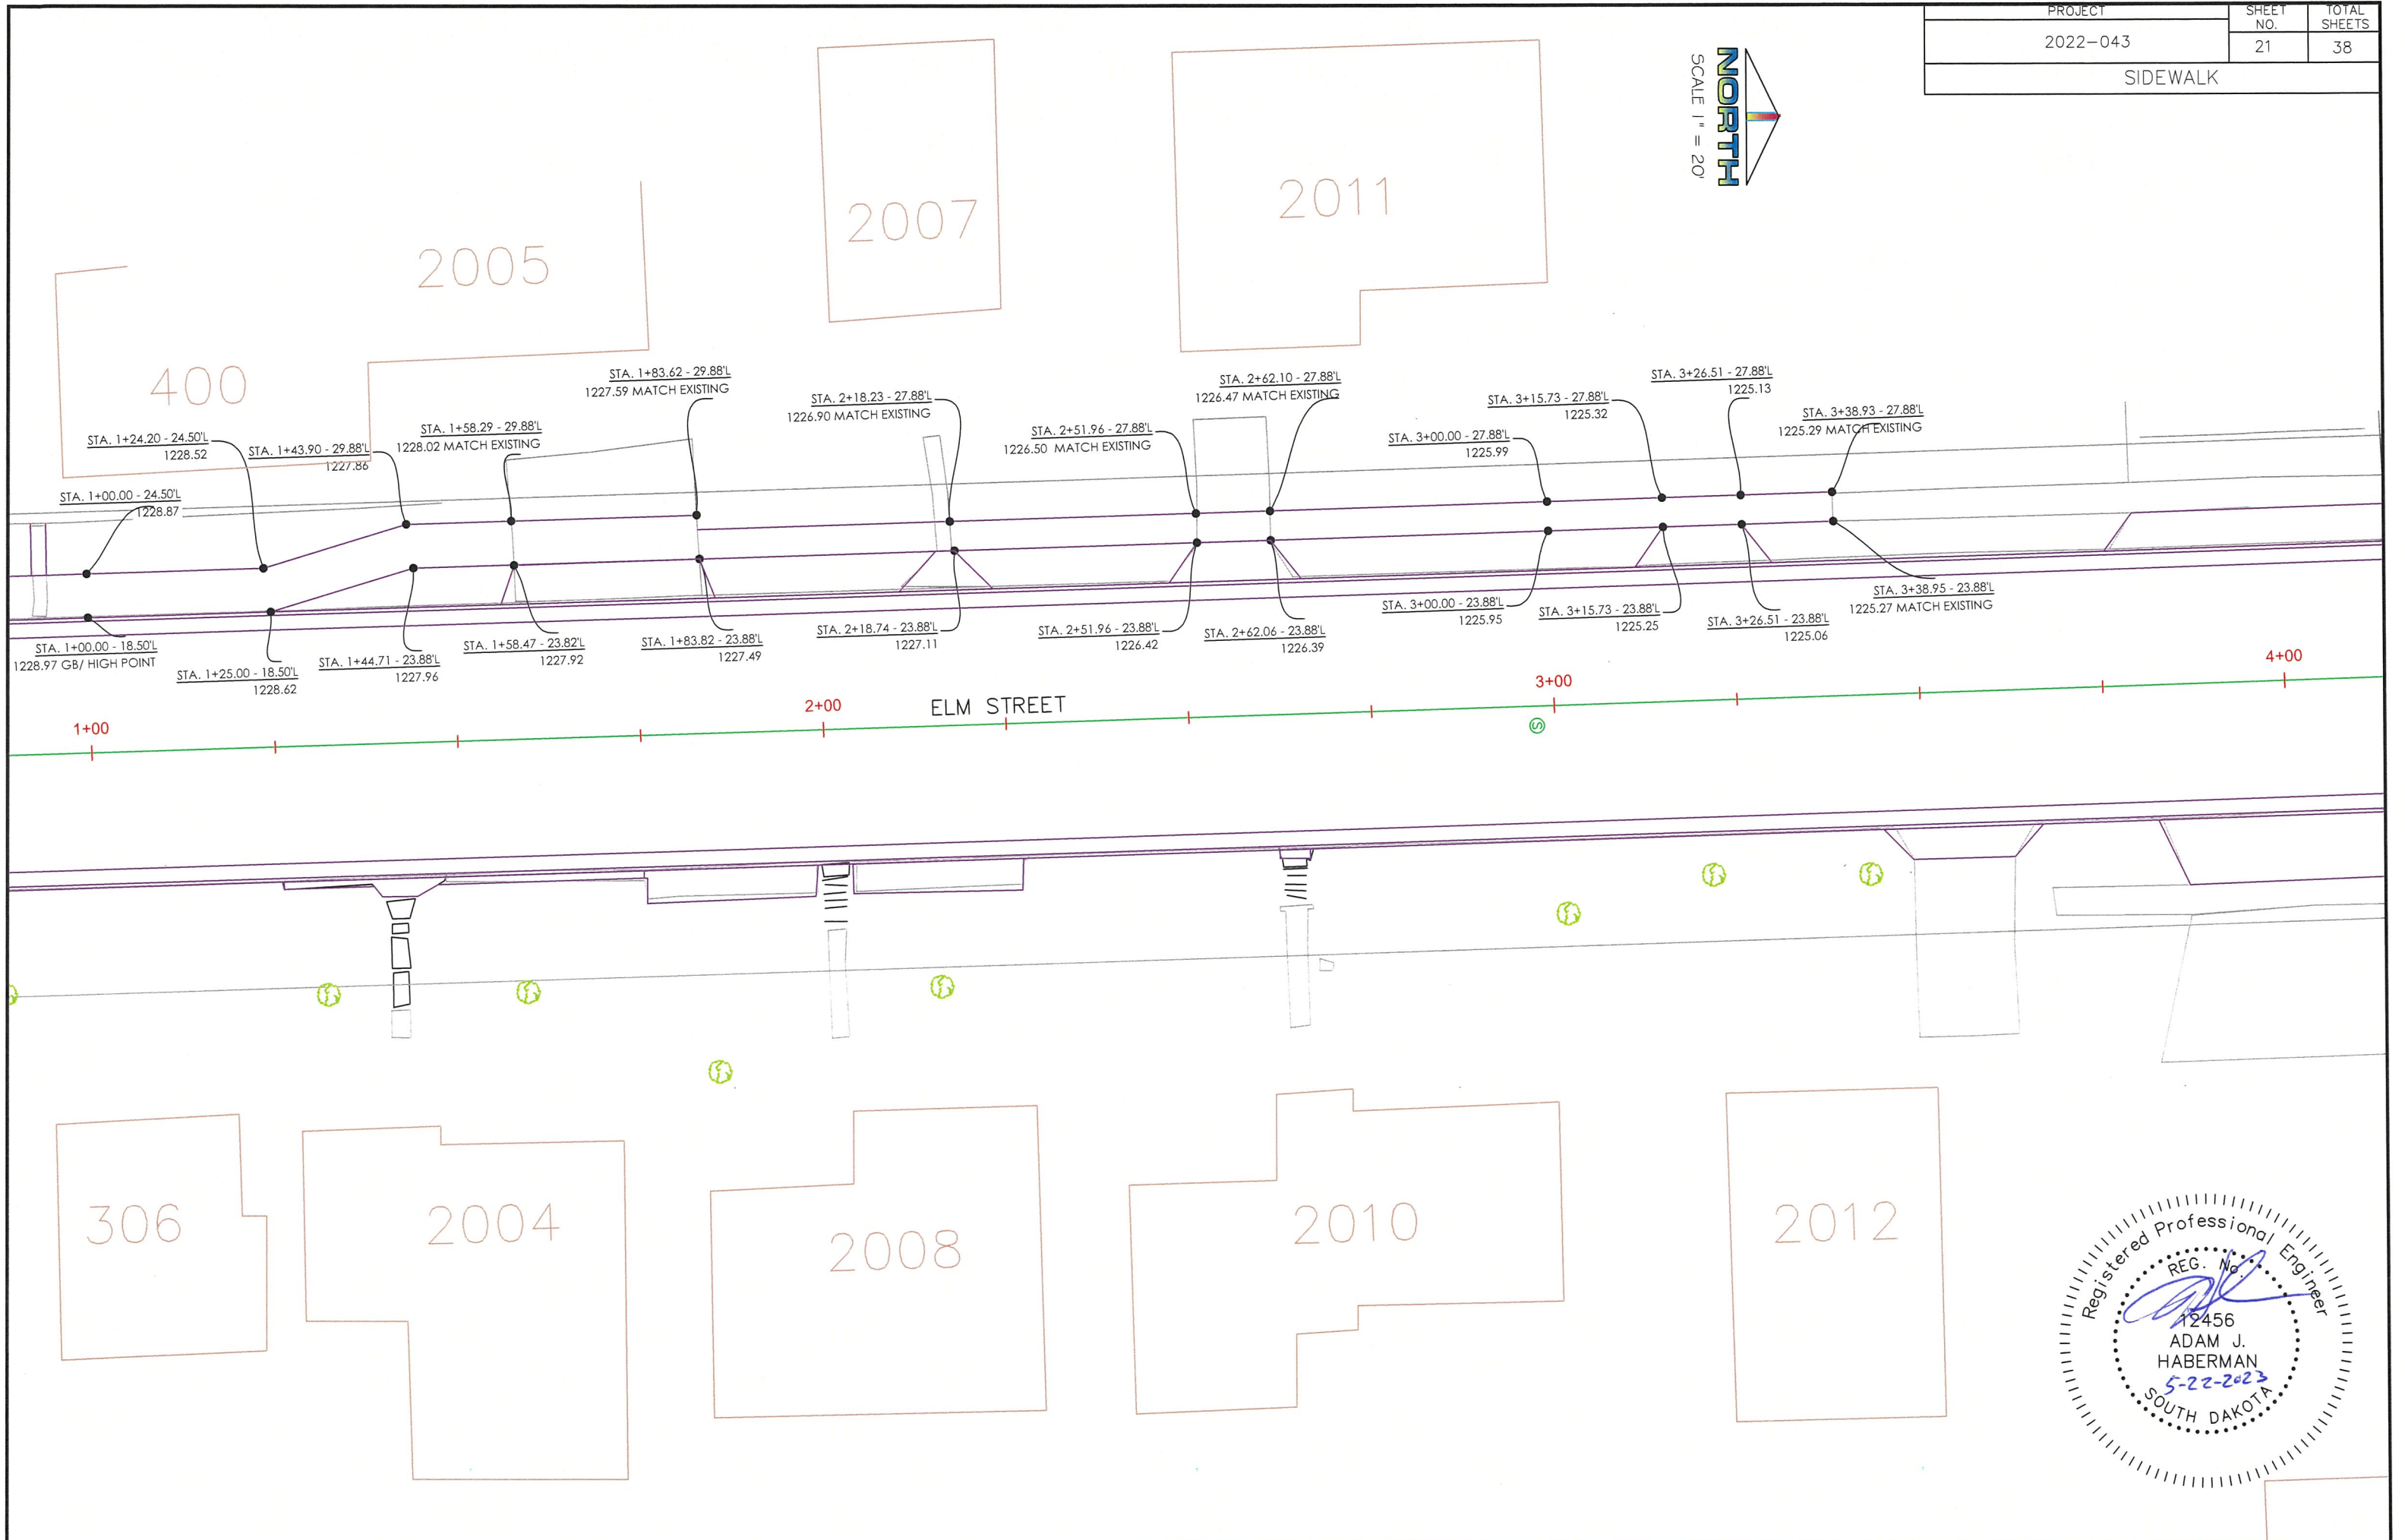 PROJECT
SHEET NO.
TOTAL SHEETS
2022-043
21
38
SIDEWALK
NORTH
SCALE 1" = 20'
2005
2007
2011
400
STA. 1+00.00 - 24.50'L
1228.87
STA. 1+24.20 - 24.50'L
1228.52
STA. 1+43.90 - 29.88'L
1227.86
STA. 1+58.29 - 29.88'L
1228.02 MATCH EXISTING
STA. 1+83.62 - 29.88'L
1227.59 MATCH EXISTING
STA. 2+18.23 - 27.88'L
1226.90 MATCH EXISTING
STA. 2+51.96 - 27.88'L
1226.50 MATCH EXISTING
STA. 2+62.10 - 27.88'L
1226.47 MATCH EXISTING
STA. 3+00.00 - 27.88'L
1225.99
STA. 3+15.73 - 27.88'L
1225.32
STA. 3+26.51 - 27.88'L
1225.13
STA. 3+38.93 - 27.88'L
1225.29 MATCH EXISTING
STA. 1+00.00 - 18.50'L
1228.97 GB/ HIGH POINT
STA. 1+25.00 - 18.50'L
1228.62
STA. 1+44.71 - 23.88'L
1227.96
STA. 1+58.47 - 23.82'L
1227.92
STA. 1+83.82 - 23.88'L
1227.49
STA. 2+18.74 - 23.88'L
1227.11
STA. 2+51.96 - 23.88'L
1226.42
STA. 2+62.06 - 23.88'L
1226.39
STA. 3+00.00 - 23.88'L
1225.95
STA. 3+15.73 - 23.88'L
1225.25
STA. 3+26.51 - 23.88'L
1225.06
STA. 3+38.95 - 23.88'L
1225.27 MATCH EXISTING
1+00
2+00
ELM STREET
3+00
4+00
S
306
2004
2008
2010
2012
Registered Professional Engineer
REG. No.
12456
ADAM J.
HABERMAN
5-22-2023
SOUTH DAKOTA